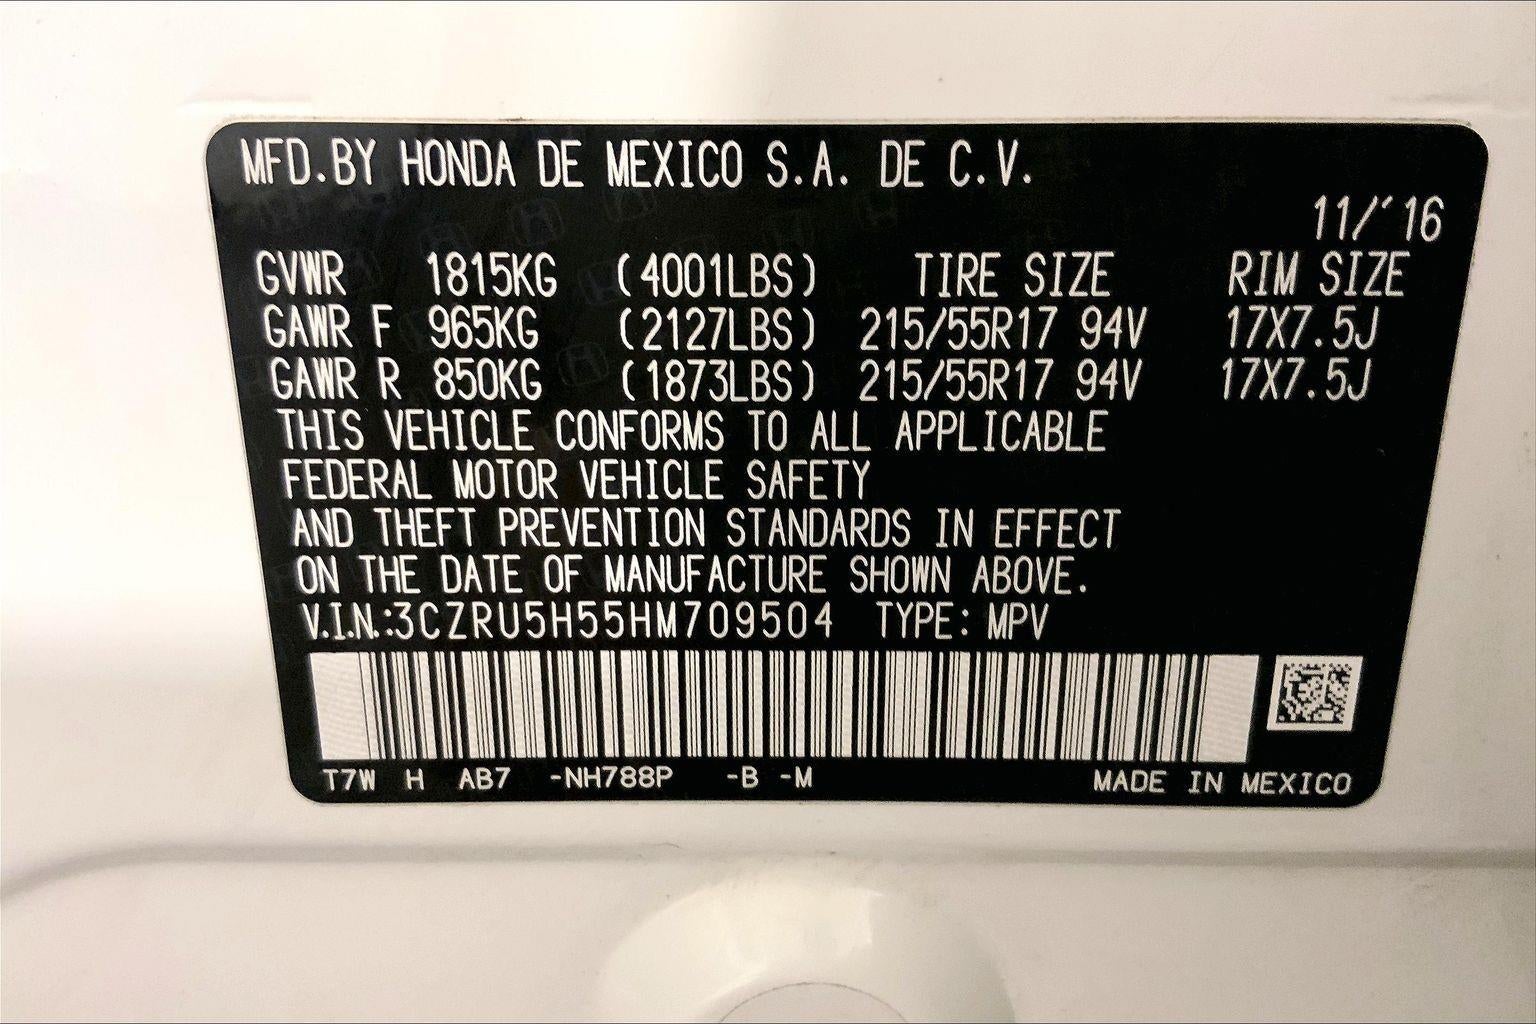 MFD.BY HONDA DE MEXICO S.A. DE C.V.
11/'16
GVWR 1815KG (4001LBS) TIRE SIZE RIM SIZE
GAWR F 965KG (2127LBS) 215/55R17 94V 17X7.5J
GAWR R 850KG (1873LBS) 215/55R17 94V 17X7.5J
THIS VEHICLE CONFORMS TO ALL APPLICABLE
FEDERAL MOTOR VEHICLE SAFETY
AND THEFT PREVENTION STANDARDS IN EFFECT
ON THE DATE OF MANUFACTURE SHOWN ABOVE.
V.I.N.:3CZRU5H55HM709504 TYPE: MPV
T7W H AB7 -NH788P -B -M MADE IN MEXICO